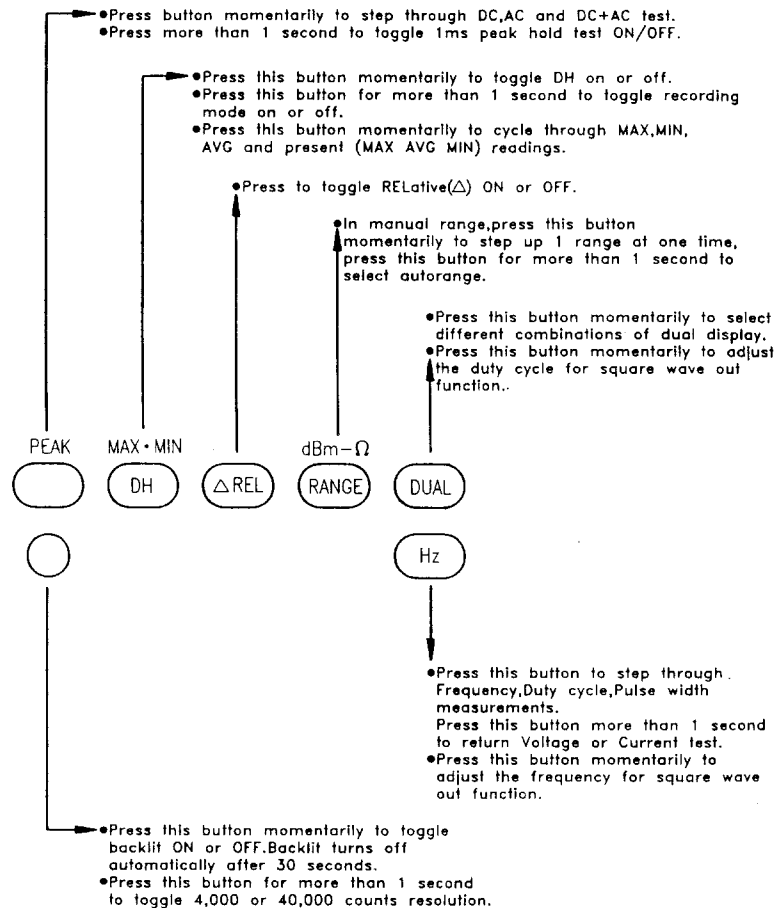 ●Press button momentarily to step through DC,AC and DC+AC test.
●Press more than 1 second to toggle 1ms peak hold test ON/OFF.
●Press this button momentarily to toggle DH on or off.
●Press this button for more than 1 second to toggle recording
mode on or off.
●Press this button momentarily to cycle through MAX,MIN,
AVG and present (MAX AVG MIN) readings.
●Press to toggle RELative(△) ON or OFF.
●In manual range,press this button
momentarily to step up 1 range at one time,
press this button for more than 1 second to
select autorange.
●Press this button momentarily to select
different combinations of dual display.
●Press this button momentarily to adjust
the duty cycle for square wave out
function.
PEAK MAX•MIN dBm-Ω
DH △REL RANGE DUAL
Hz
●Press this button to step through
Frequency,Duty cycle,Pulse width
measurements.
Press this button more than 1 second
to return Voltage or Current test.
●Press this button momentarily to
adjust the frequency for square wave
out function.
●Press this button momentarily to toggle
backlit ON or OFF.Backlit turns off
automatically after 30 seconds.
●Press this button for more than 1 second
to toggle 4,000 or 40,000 counts resolution.